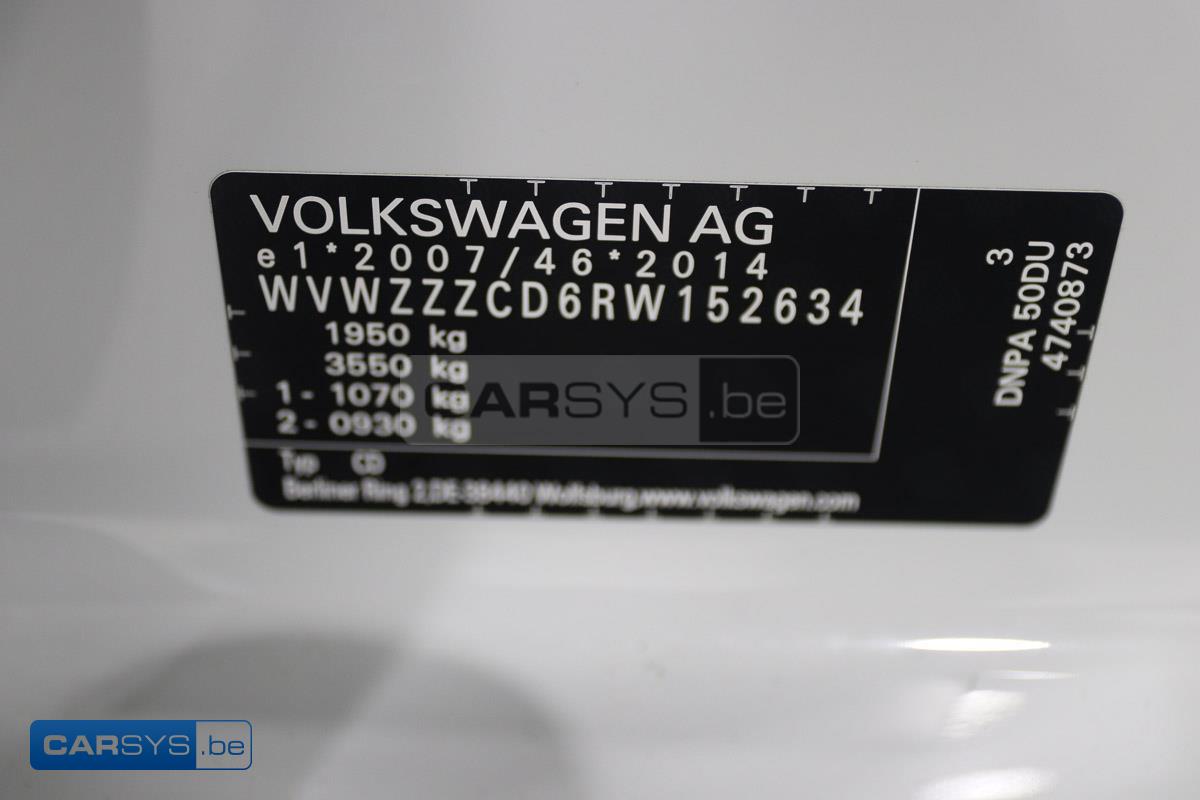 VOLKSWAGEN AG
e1*2007/46*2014
WVWZZZCD6RW152634
1950 kg
3550 kg
1 - 1070 kg
2 - 0930 kg
Typ CD
Berliner Ring 2,DE-38440 Wolfsburg,www.volkswagen.com
3
DNPA 50DU
4740873
CARSYS.be
CARSYS.be